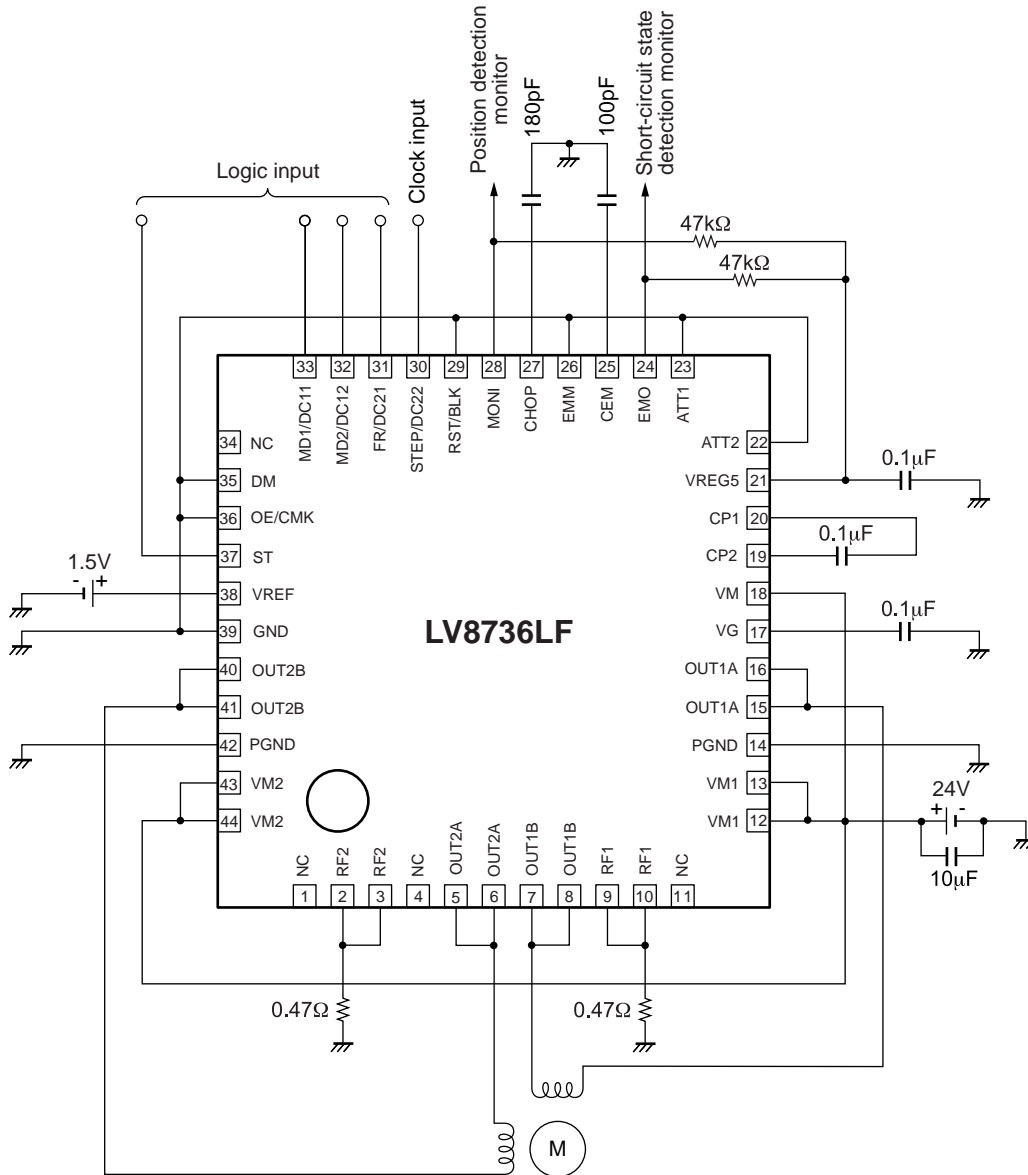 Position detection
monitor
180pF
100pF
Short-circuit state
detection monitor
Logic input
Clock input
47kΩ
47kΩ
33
32
31
30
29
28
27
26
25
24
23
MD1/DC11
MD2/DC12
FR/DC21
STEP/DC22
RST/BLK
MONI
CHOP
EMM
CEM
EMO
ATT1
34 NC
35 DM
36 OE/CMK
37 ST
38 VREF
39 GND
40 OUT2B
41 OUT2B
42 PGND
43 VM2
44 VM2
1.5V
- +
LV8736LF
ATT2 22
VREG5 21
CP1 20
CP2 19
VM 18
VG 17
OUT1A 16
OUT1A 15
PGND 14
VM1 13
VM1 12
0.1μF
0.1μF
0.1μF
24V
+ -
10μF
NC
RF2
RF2
NC
OUT2A
OUT2A
OUT1B
OUT1B
RF1
RF1
NC
1
2
3
4
5
6
7
8
9
10
11
0.47Ω
0.47Ω
M